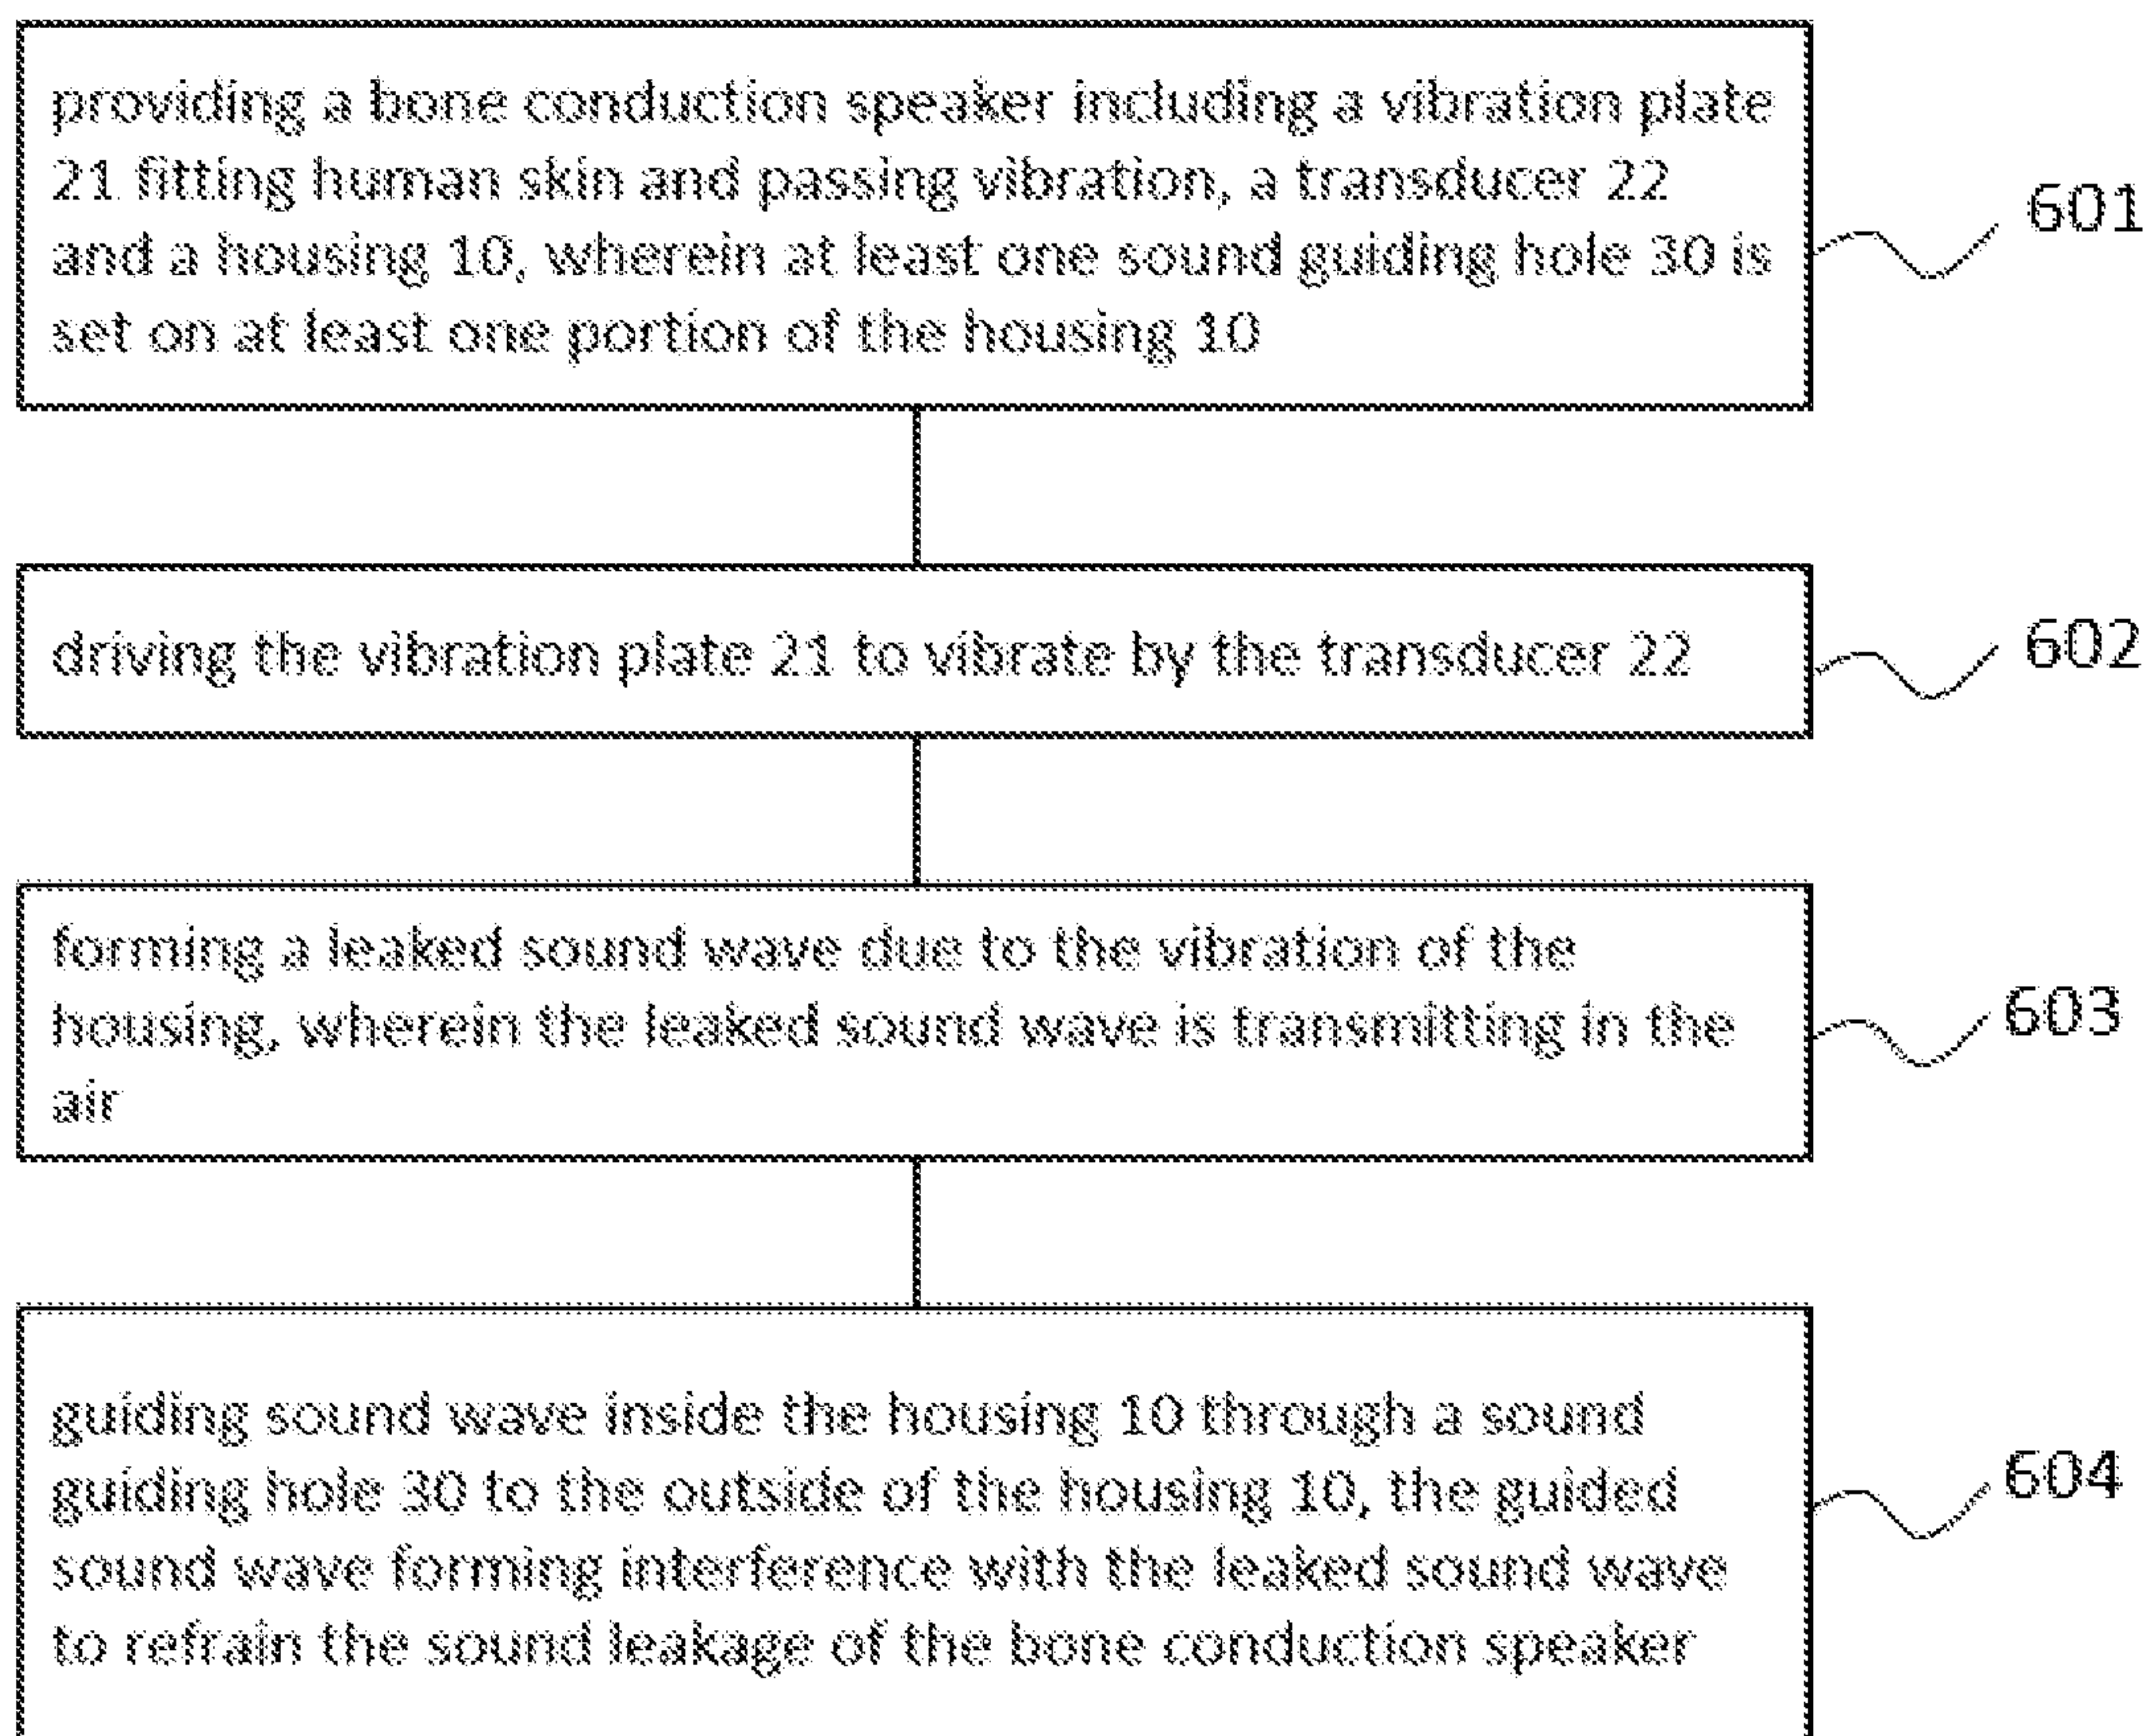 providing a bone conduction speaker including a vibration plate
21 fitting human skin and passing vibration, a transducer 22
and a housing 10, wherein at least one sound guiding hole 30 is
set on at least one portion of the housing 10
601
driving the vibration plate 21 to vibrate by the transducer 22
602
forming a leaked sound wave due to the vibration of the
housing, wherein the leaked sound wave is transmitting in the
air
603
guiding sound wave inside the housing 10 through a sound
guiding hole 30 to the outside of the housing 10, the guided
sound wave forming interference with the leaked sound wave
to refrain the sound leakage of the bone conduction speaker
604